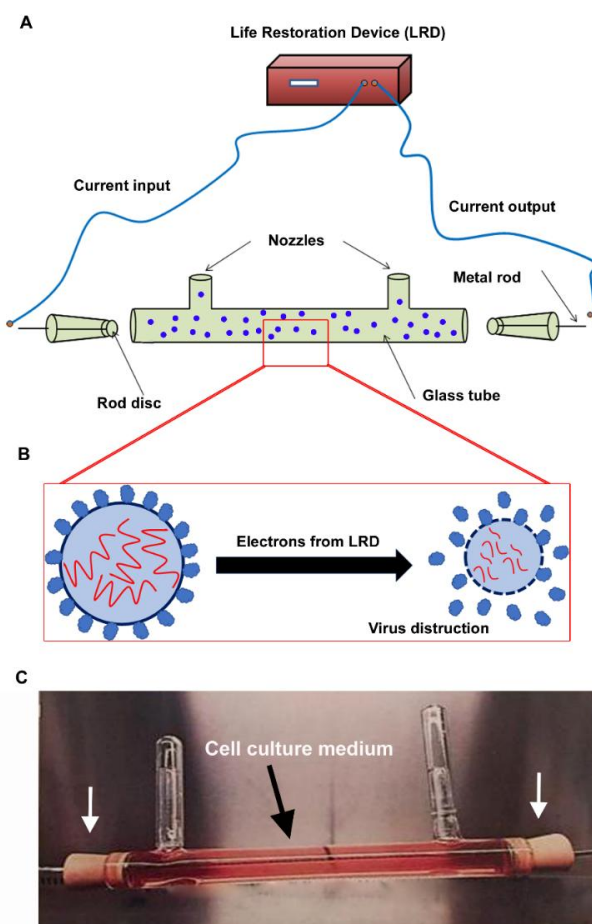 A
Life Restoration Device (LRD)
Current input
Current output
Nozzles
Metal rod
Rod disc
Glass tube
B
Electrons from LRD
Virus distruction
C
Cell culture medium